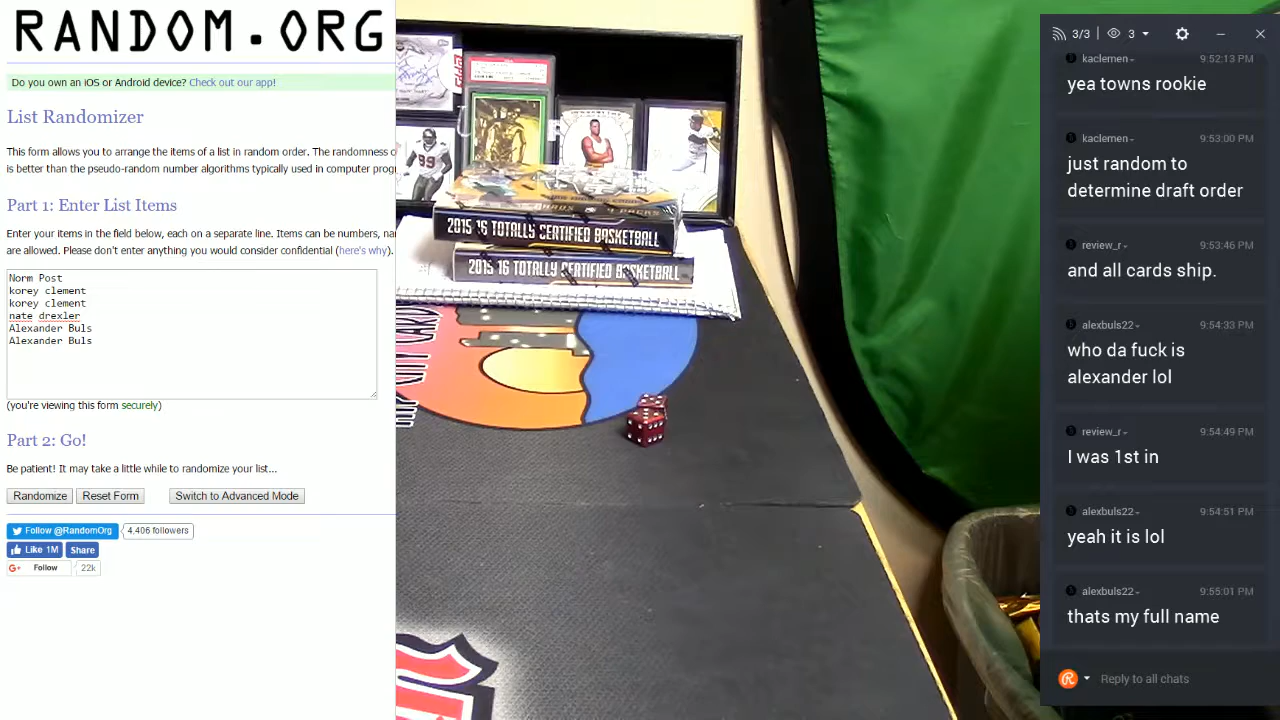 RANDOM.ORG
Do you own an iOS or Android device? Check out our app!
List Randomizer
This form allows you to arrange the items of a list in random order. The randomness c
is better than the pseudo-random number algorithms typically used in computer prog
Part 1: Enter List Items
Enter your items in the field below, each on a separate line. Items can be numbers, na
are allowed. Please don't enter anything you would consider confidential (here's why).
Norm Post
korey clement
korey clement
nate drexler
Alexander Buls
Alexander Buls
(you're viewing this form securely)
Part 2: Go!
Be patient! It may take a little while to randomize your list...
Randomize Reset Form Switch to Advanced Mode
Follow @RandomOrg 4,406 followers
Like 1M Share
Follow 22k
99
2015-16 TOTALLY CERTIFIED BASKETBALL
2015-16 TOTALLY CERTIFIED BASKETBALL
3/3 3
kaclemen 9:52:13 PM
yea towns rookie
kaclemen 9:53:00 PM
just random to
determine draft order
review_r 9:53:46 PM
and all cards ship.
alexbuls22 9:54:33 PM
what da fuck is
alexander lol
review_r 9:54:49 PM
I was 1st in
alexbuls22 9:54:51 PM
yeah it is lol
alexbuls22 9:55:01 PM
thats my full name
Reply to all chats